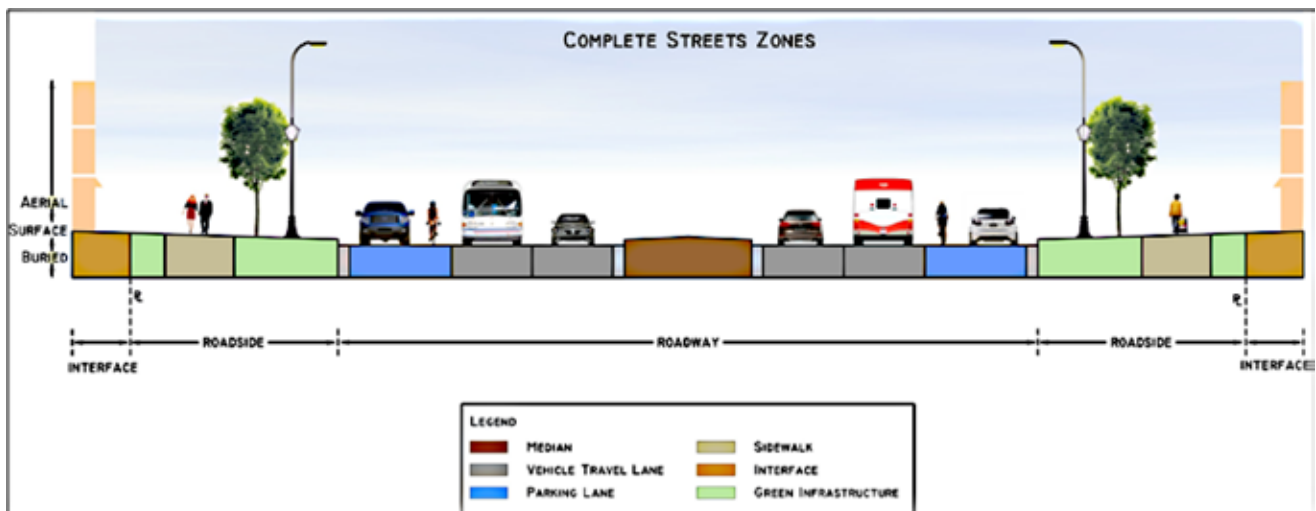 COMPLETE STREETS ZONES
AERIAL
SURFACE
BURIED
INTERFACE
ROADSIDE
ROADWAY
ROADSIDE
INTERFACE
LEGEND
MEDIAN
VEHICLE TRAVEL LANE
PARKING LANE
SIDEWALK
INTERFACE
GREEN INFRASTRUCTURE